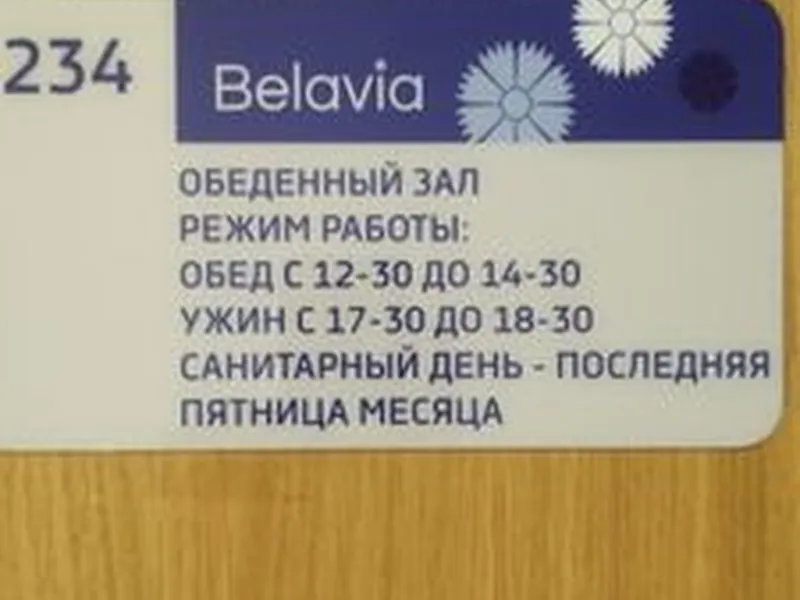 234
Belavia
ОБЕДЕННЫЙ ЗАЛ
РЕЖИМ РАБОТЫ:
ОБЕД С 12-30 ДО 14-30
УЖИН С 17-30 ДО 18-30
САНИТАРНЫЙ ДЕНЬ - ПОСЛЕДНЯЯ
ПЯТНИЦА МЕСЯЦА